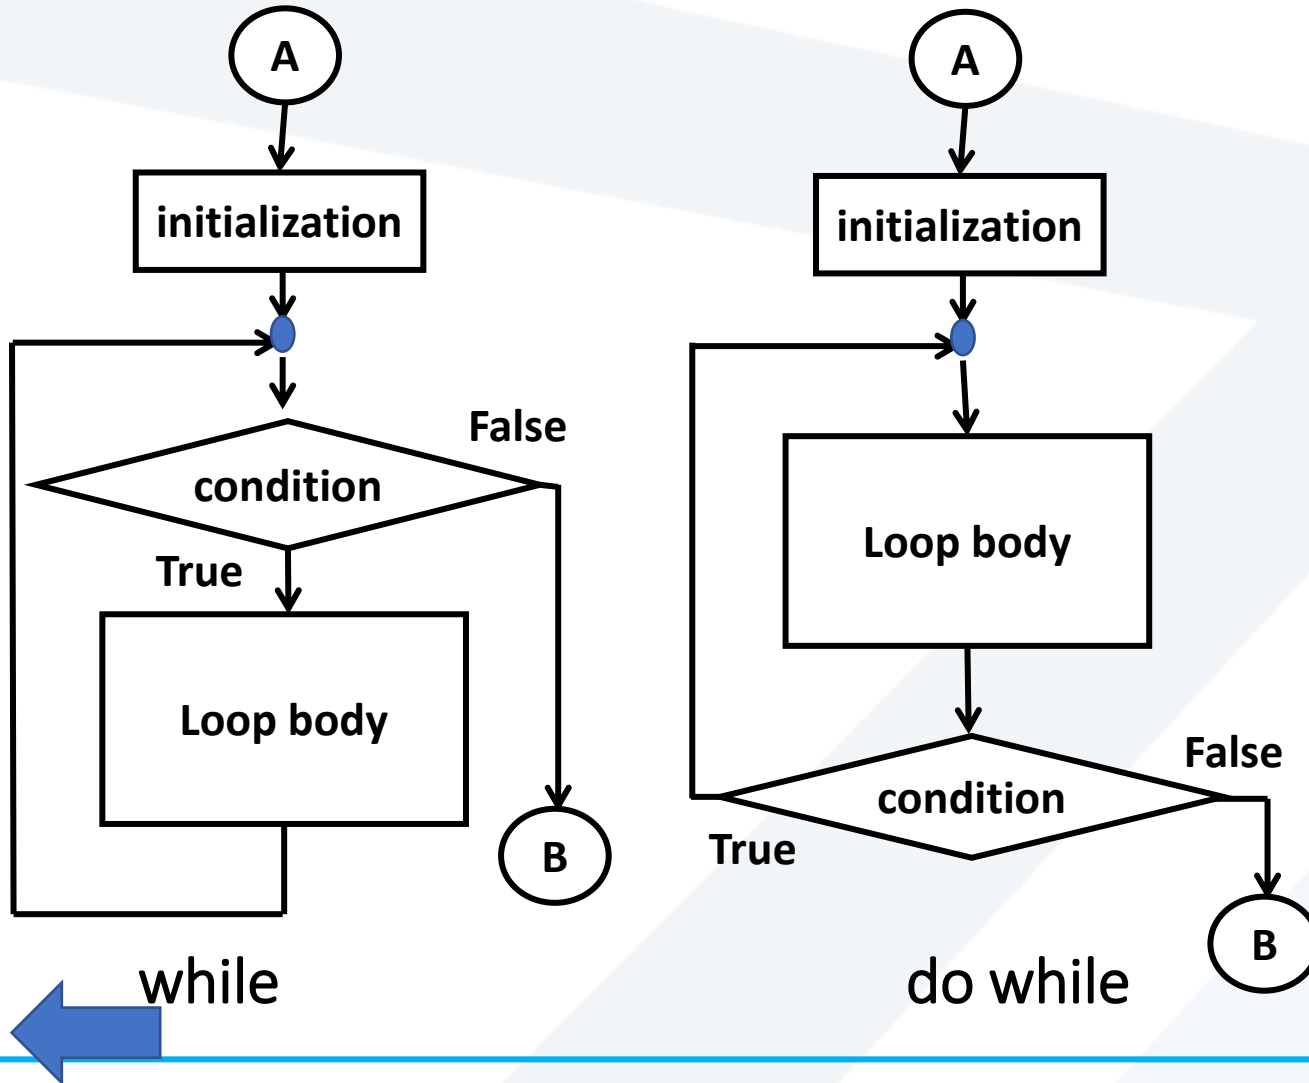 A
initialization
False
condition
True
Loop body
B
while
A
initialization
Loop body
False
condition
True
B
do while